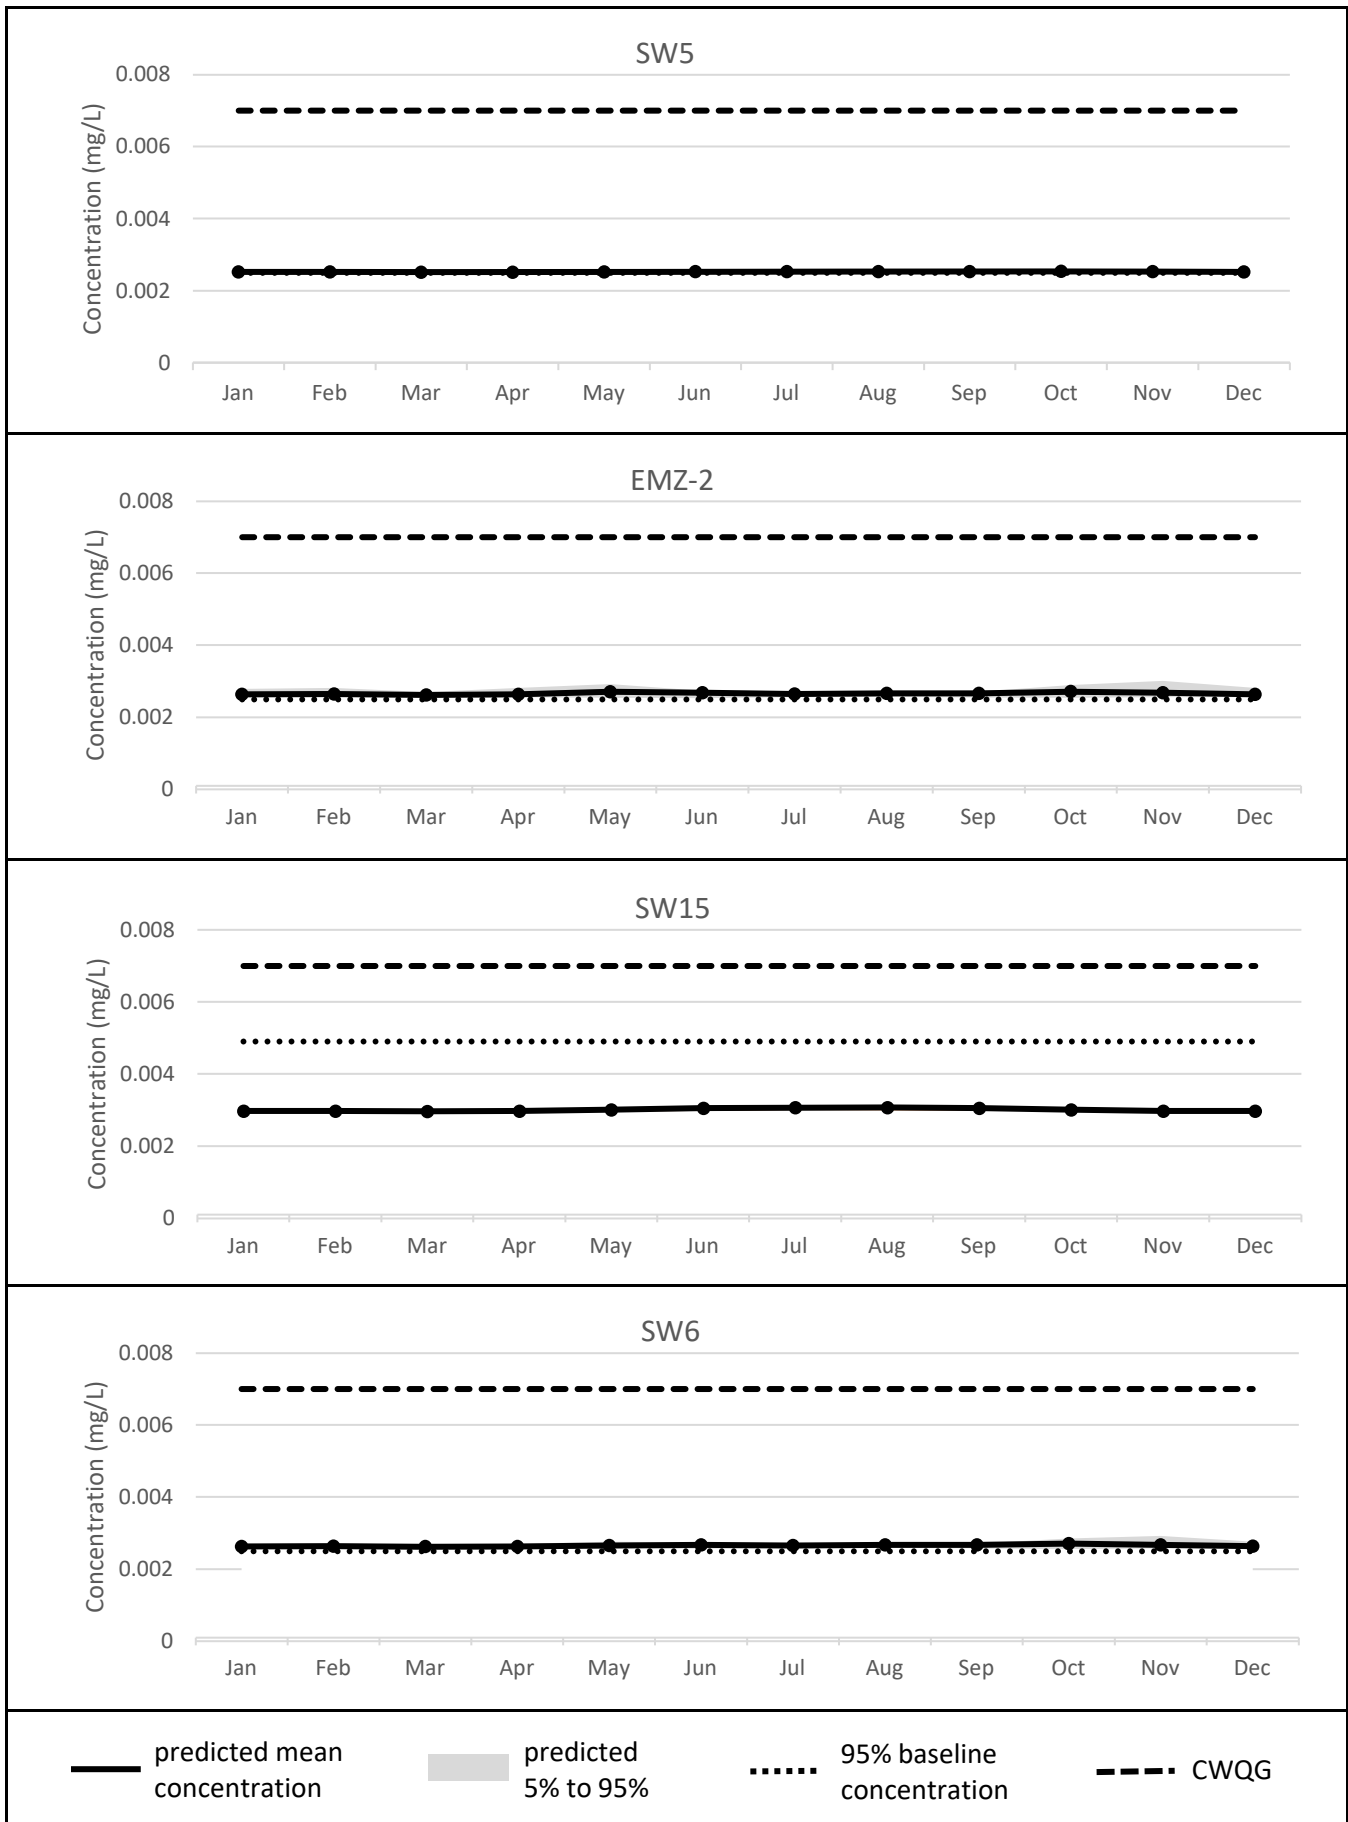 SW5
Concentration (mg/L)
0.008
0.006
0.004
0.002
0
Jan Feb Mar Apr May Jun Jul Aug Sep Oct Nov Dec
EMZ-2
Concentration (mg/L)
0.008
0.006
0.004
0.002
0
Jan Feb Mar Apr May Jun Jul Aug Sep Oct Nov Dec
SW15
Concentration (mg/L)
0.008
0.006
0.004
0.002
0
Jan Feb Mar Apr May Jun Jul Aug Sep Oct Nov Dec
SW6
Concentration (mg/L)
0.008
0.006
0.004
0.002
0
Jan Feb Mar Apr May Jun Jul Aug Sep Oct Nov Dec
predicted mean
concentration
predicted
5% to 95%
95% baseline
concentration
CWQG